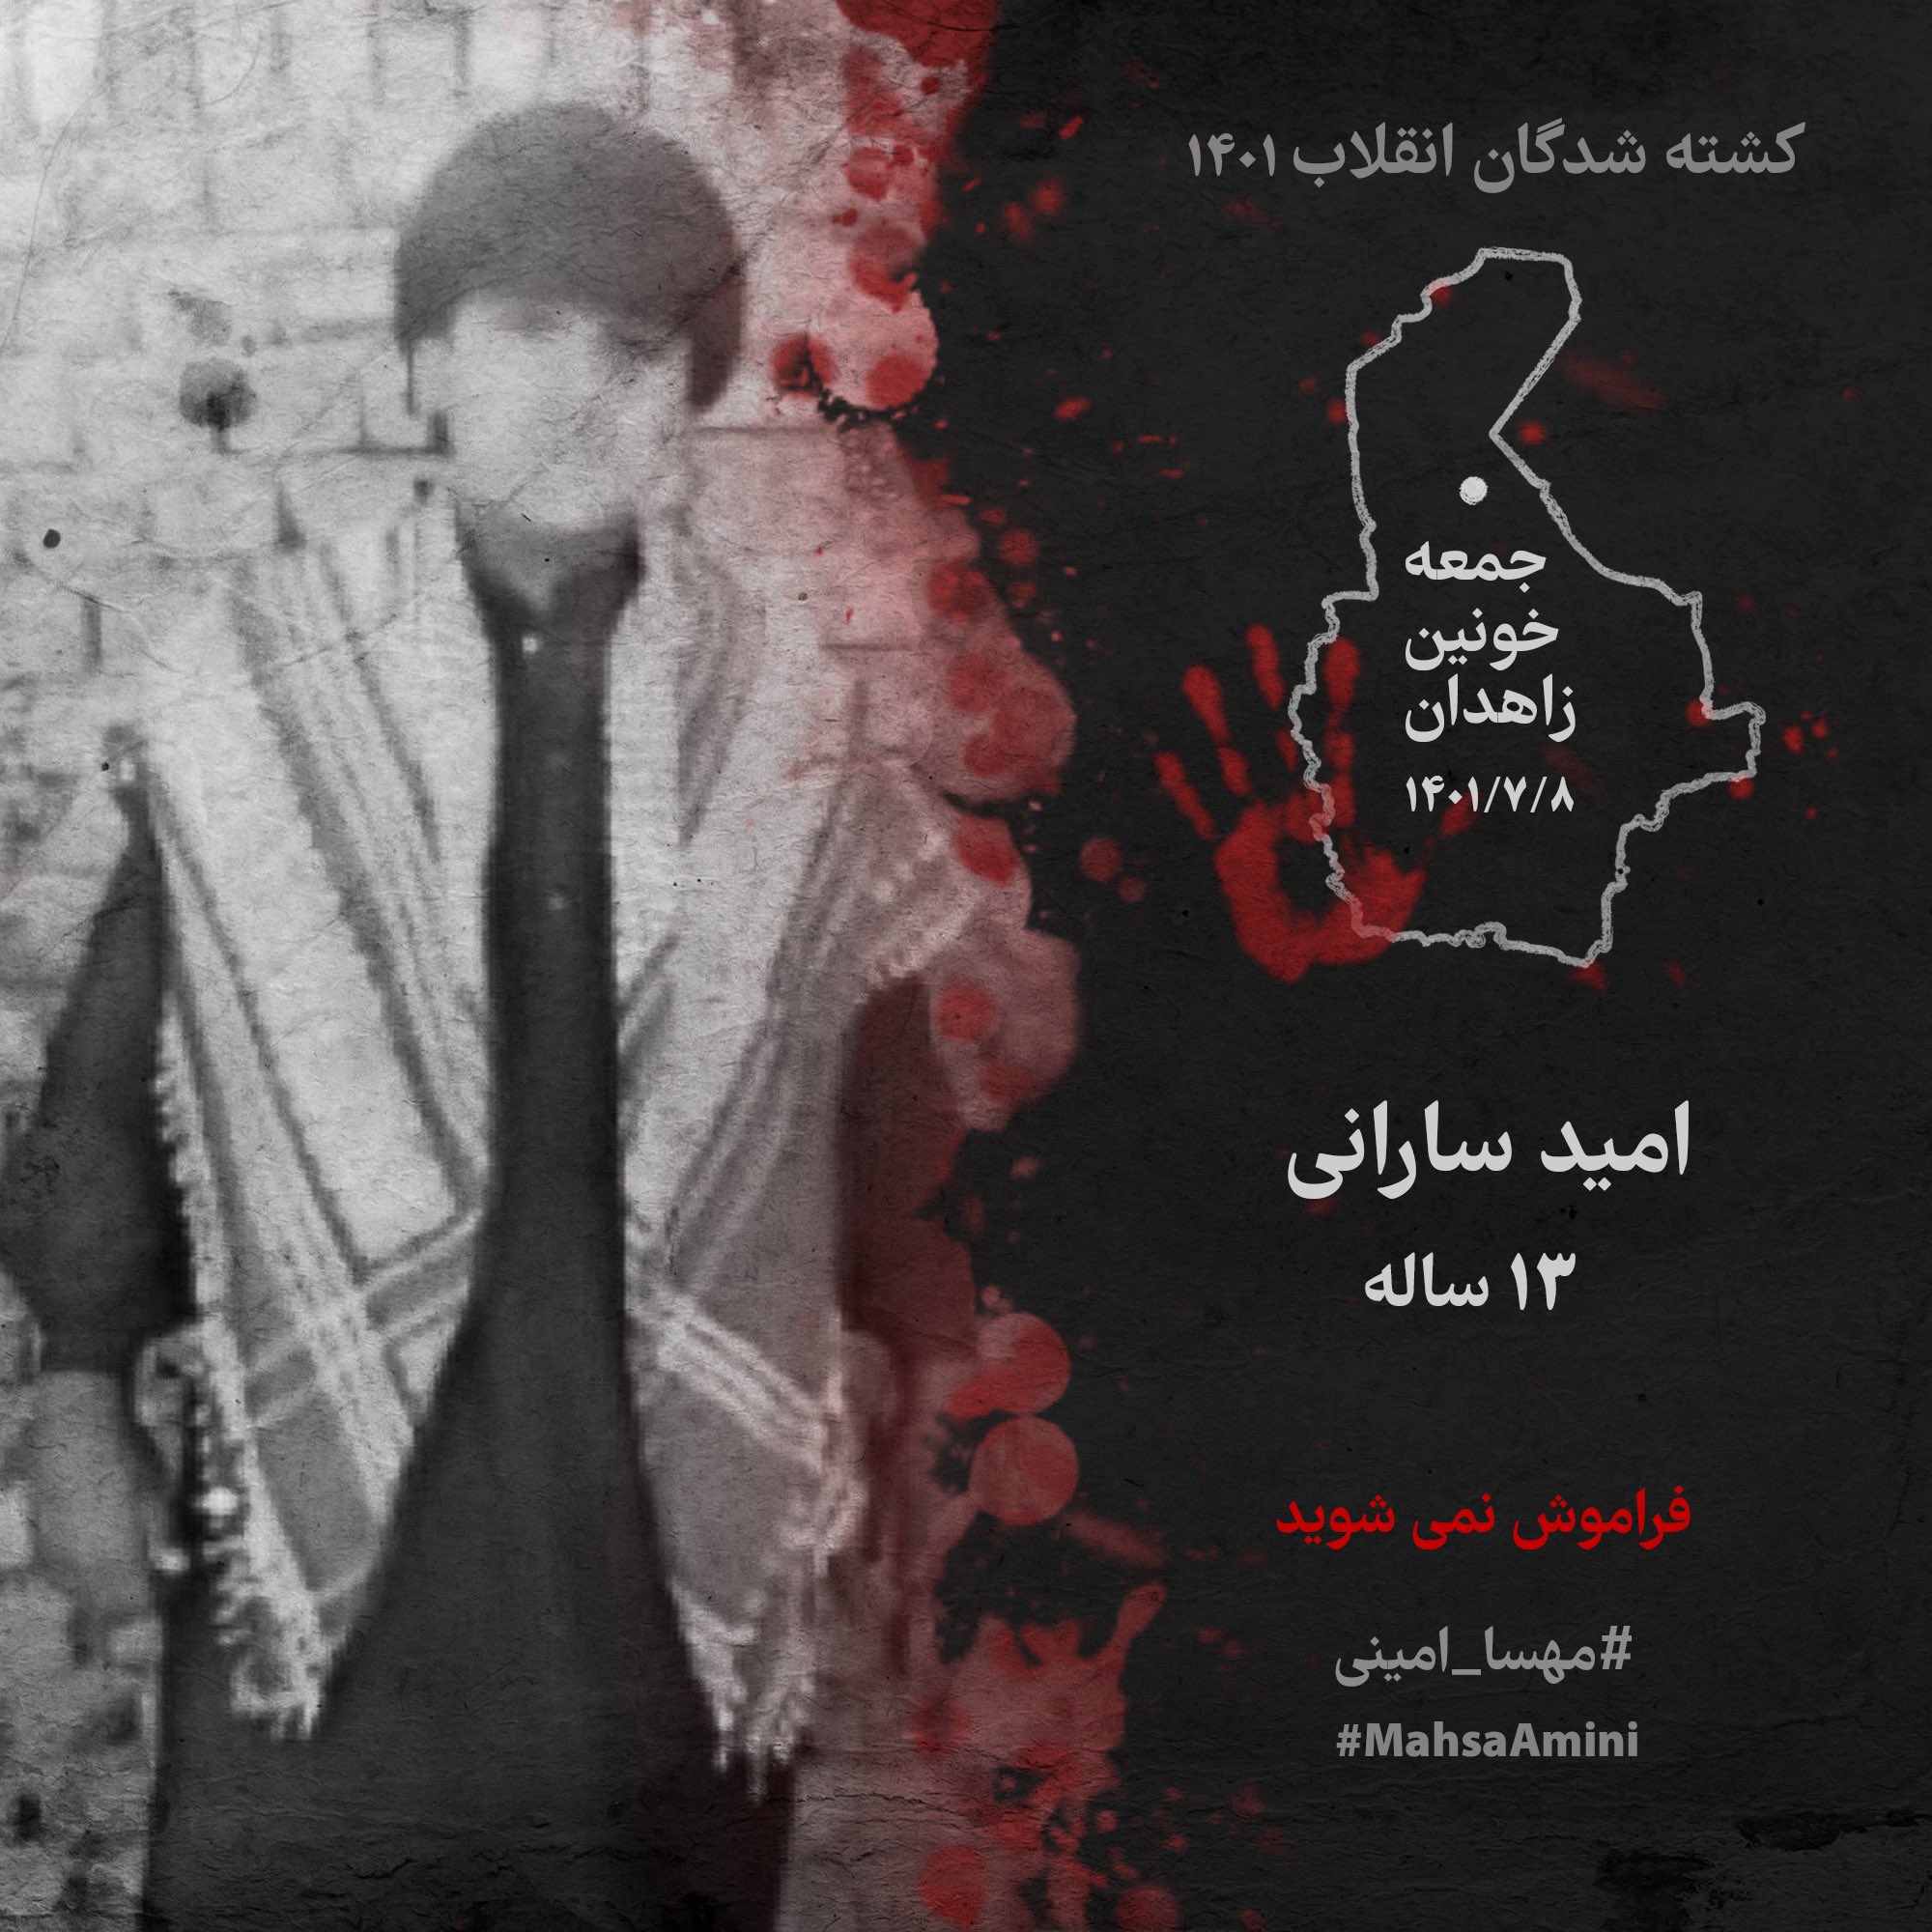 کشته شدگان انقلاب ۱۴۰۱
جمعه
خونین
زاهدان
۱۴۰۱/۷/۸
امید سارانی
۱۳ ساله
فراموش نمی شوید
#مهسا_امینی
#MahsaAmini